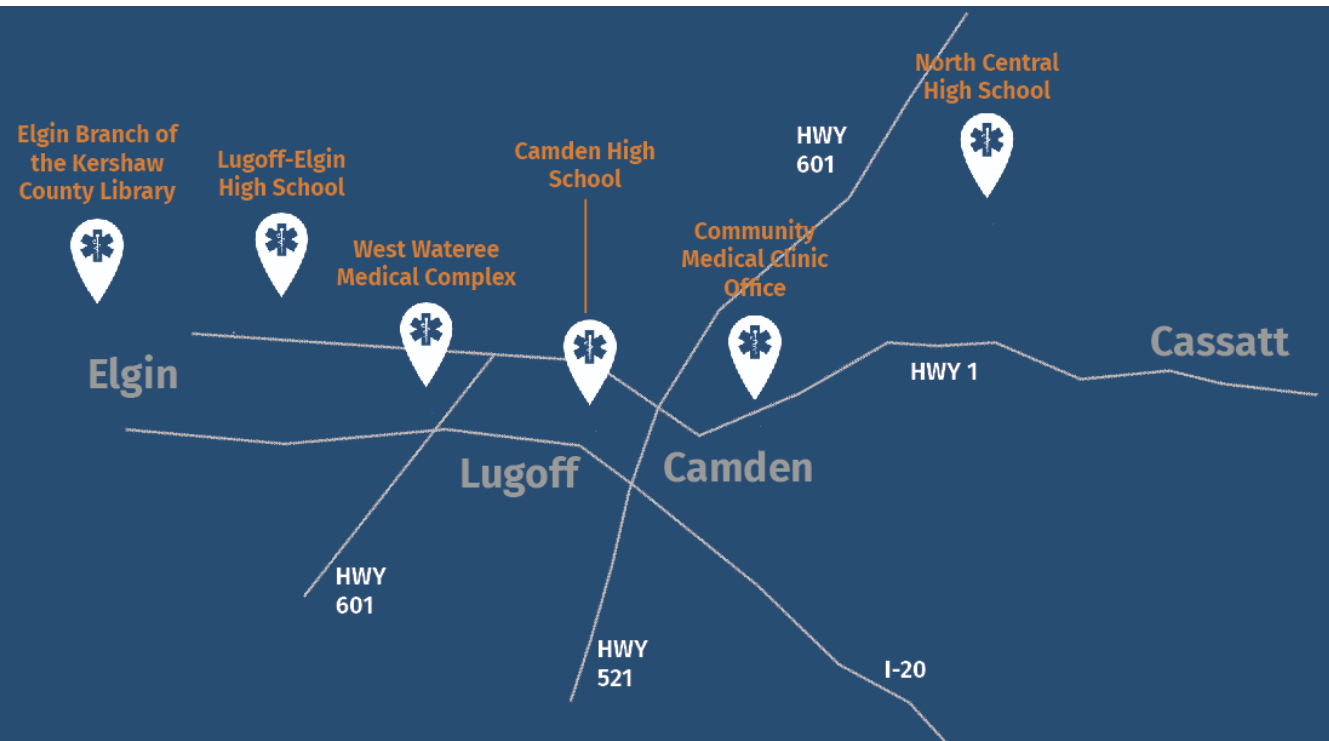 North Central
High School
Elgin Branch of
the Kershaw
County Library
Lugoff-Elgin
High School
Camden High
School
HWY
601
West Wateree
Medical Complex
Community
Medical Clinic
Office
Elgin
Cassatt
HWY 1
Lugoff
Camden
HWY
601
HWY
521
I-20